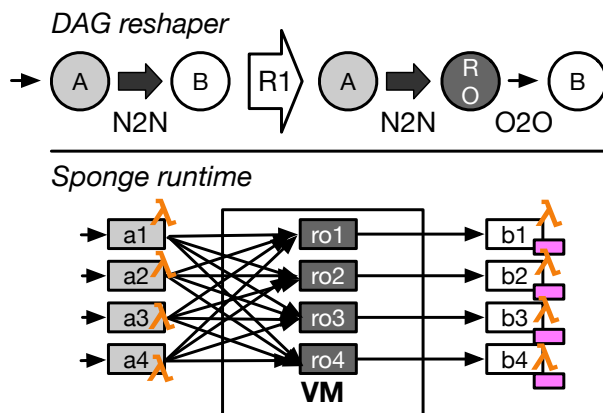 DAG reshaper
A B R1 A R O B
N2N N2N O2O
Sponge runtime
λ λ
a1 ro1 b1
λ λ
a2 ro2 b2
λ λ
a3 ro3 b3
λ λ
a4 ro4 b4
VM